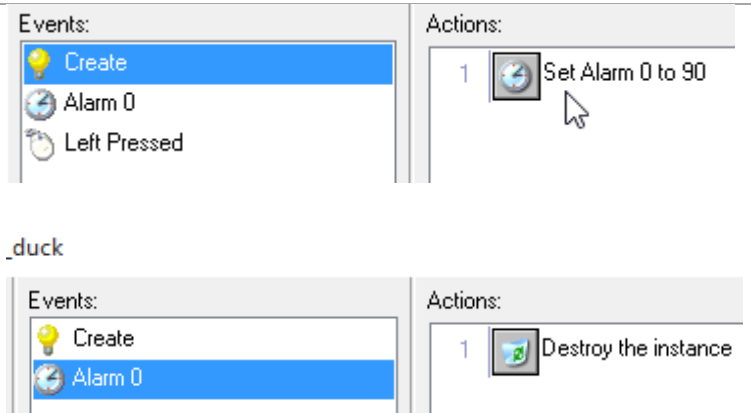 Events:
Actions:
Create
1 Set Alarm 0 to 90
Alarm 0
Left Pressed
_duck
Events:
Actions:
Create
1 Destroy the instance
Alarm 0